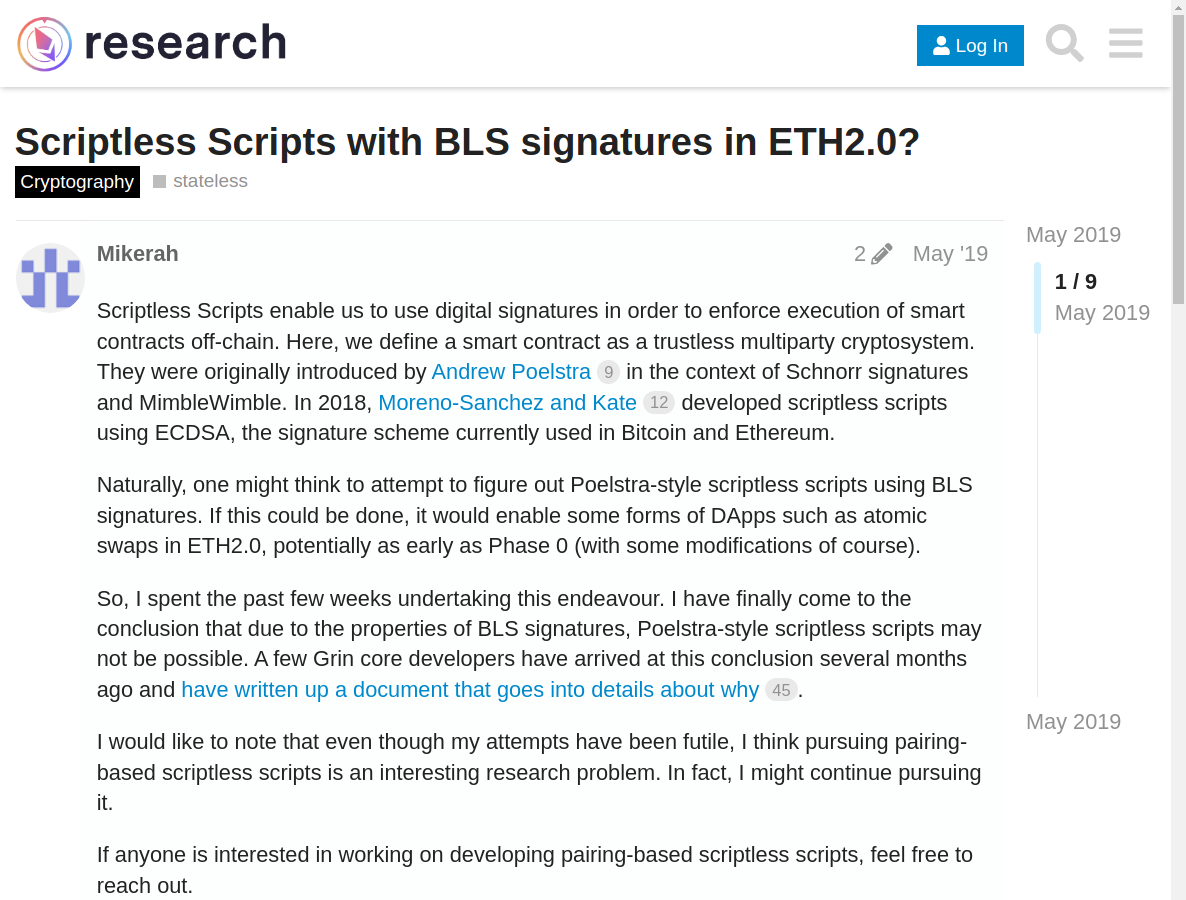 research
Log In
Scriptless Scripts with BLS signatures in ETH2.0?
Cryptography stateless
Mikerah 2 May '19
Scriptless Scripts enable us to use digital signatures in order to enforce execution of smart
contracts off-chain. Here, we define a smart contract as a trustless multiparty cryptosystem.
They were originally introduced by Andrew Poelstra 9 in the context of Schnorr signatures
and MimbleWimble. In 2018, Moreno-Sanchez and Kate 12 developed scriptless scripts
using ECDSA, the signature scheme currently used in Bitcoin and Ethereum.
Naturally, one might think to attempt to figure out Poelstra-style scriptless scripts using BLS
signatures. If this could be done, it would enable some forms of DApps such as atomic
swaps in ETH2.0, potentially as early as Phase 0 (with some modifications of course).
So, I spent the past few weeks undertaking this endeavour. I have finally come to the
conclusion that due to the properties of BLS signatures, Poelstra-style scriptless scripts may
not be possible. A few Grin core developers have arrived at this conclusion several months
ago and have written up a document that goes into details about why 45.
I would like to note that even though my attempts have been futile, I think pursuing pairing-
based scriptless scripts is an interesting research problem. In fact, I might continue pursuing
it.
If anyone is interested in working on developing pairing-based scriptless scripts, feel free to
reach out.
May 2019
1 / 9
May 2019
May 2019